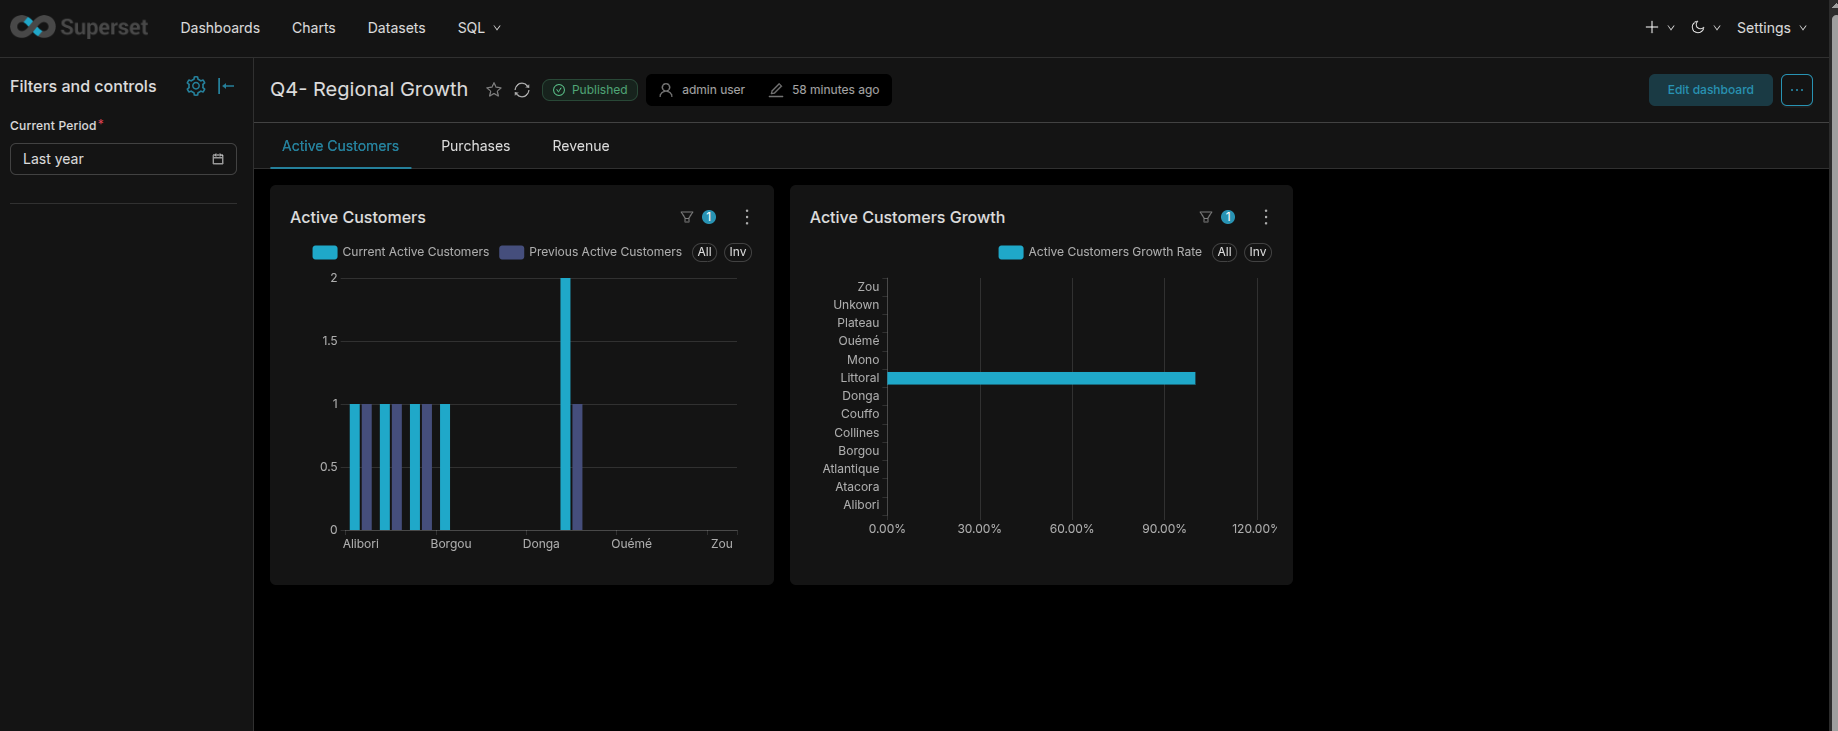 Superset
Dashboards
Charts
Datasets
SQL
Settings
Filters and controls
Current Period*
Last year
Q4- Regional Growth
Published
admin user
58 minutes ago
Edit dashboard
Active Customers
Purchases
Revenue
Active Customers
1
Current Active Customers
Previous Active Customers
All
Inv
2
1.5
1
0.5
0
Alibori
Borgou
Donga
Ouémé
Zou
Active Customers Growth
1
Active Customers Growth Rate
All
Inv
Zou
Unkown
Plateau
Ouémé
Mono
Littoral
Donga
Couffo
Collines
Borgou
Atlantique
Atacora
Alibori
0.00%
30.00%
60.00%
90.00%
120.00%